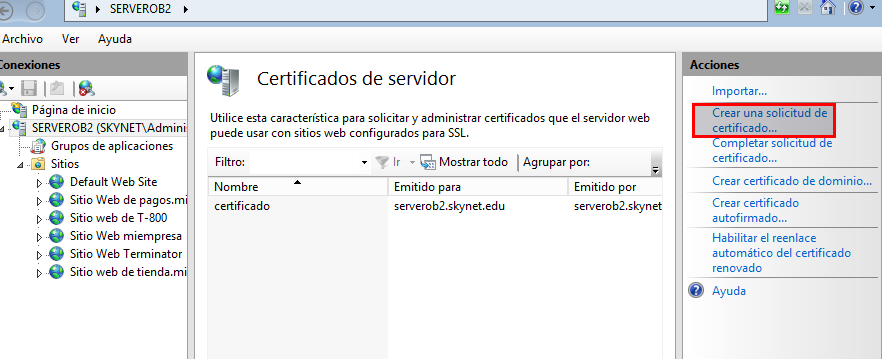 SERVEROB2
Archivo Ver Ayuda
Conexiones
Página de inicio
SERVEROB2 (SKYNET\Adminis
Grupos de aplicaciones
Sitios
Default Web Site
Sitio Web de pagos.mi
Sitio web de T-800
Sitio Web miempresa
Sitio Web Terminator
Sitio web de tienda.mi
Certificados de servidor
Utilice esta característica para solicitar y administrar certificados que el servidor web
puede usar con sitios web configurados para SSL.
Filtro: Ir Mostrar todo Agrupar por:
Nombre Emitido para Emitido por
certificado serverob2.skynet.edu serverob2.skynet
Acciones
Importar...
Crear una solicitud de
certificado...
Completar solicitud de
certificado...
Crear certificado de dominio...
Crear certificado
autofirmado...
Habilitar el reenlace
automático del certificado
renovado
Ayuda